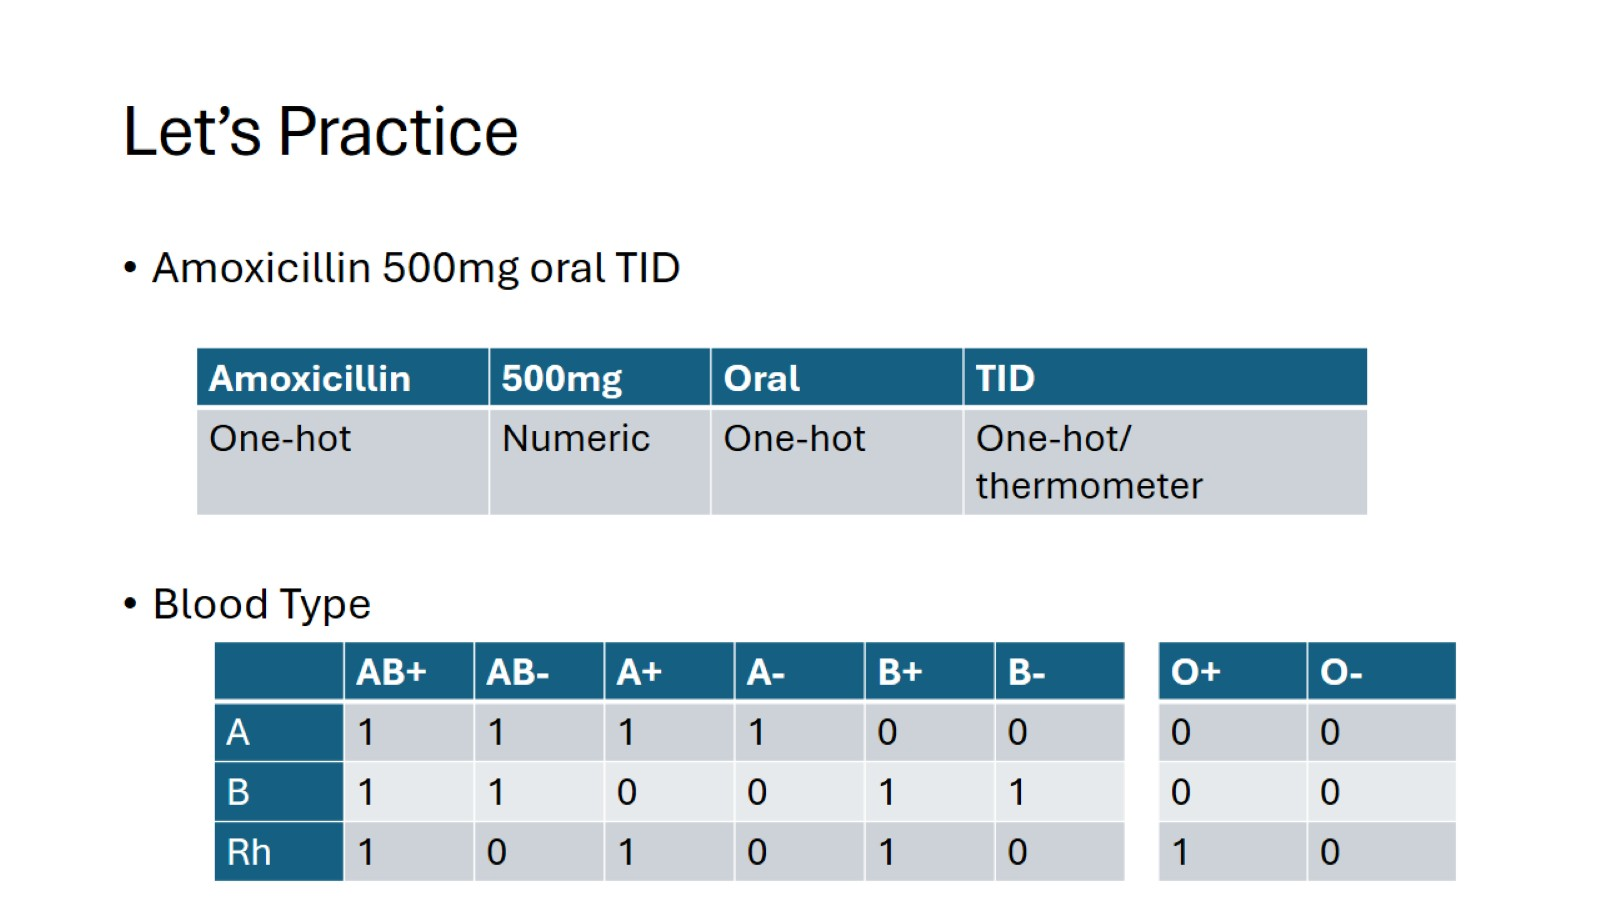 Let’s Practice
• Amoxicillin 500mg oral TID
Amoxicillin 500mg Oral TID
One-hot Numeric One-hot One-hot/
thermometer
• Blood Type
AB+ AB- A+ A- B+ B- O+ O-
A 1 1 1 1 0 0 0 0
B 1 1 0 0 1 1 0 0
Rh 1 0 1 0 1 0 1 0